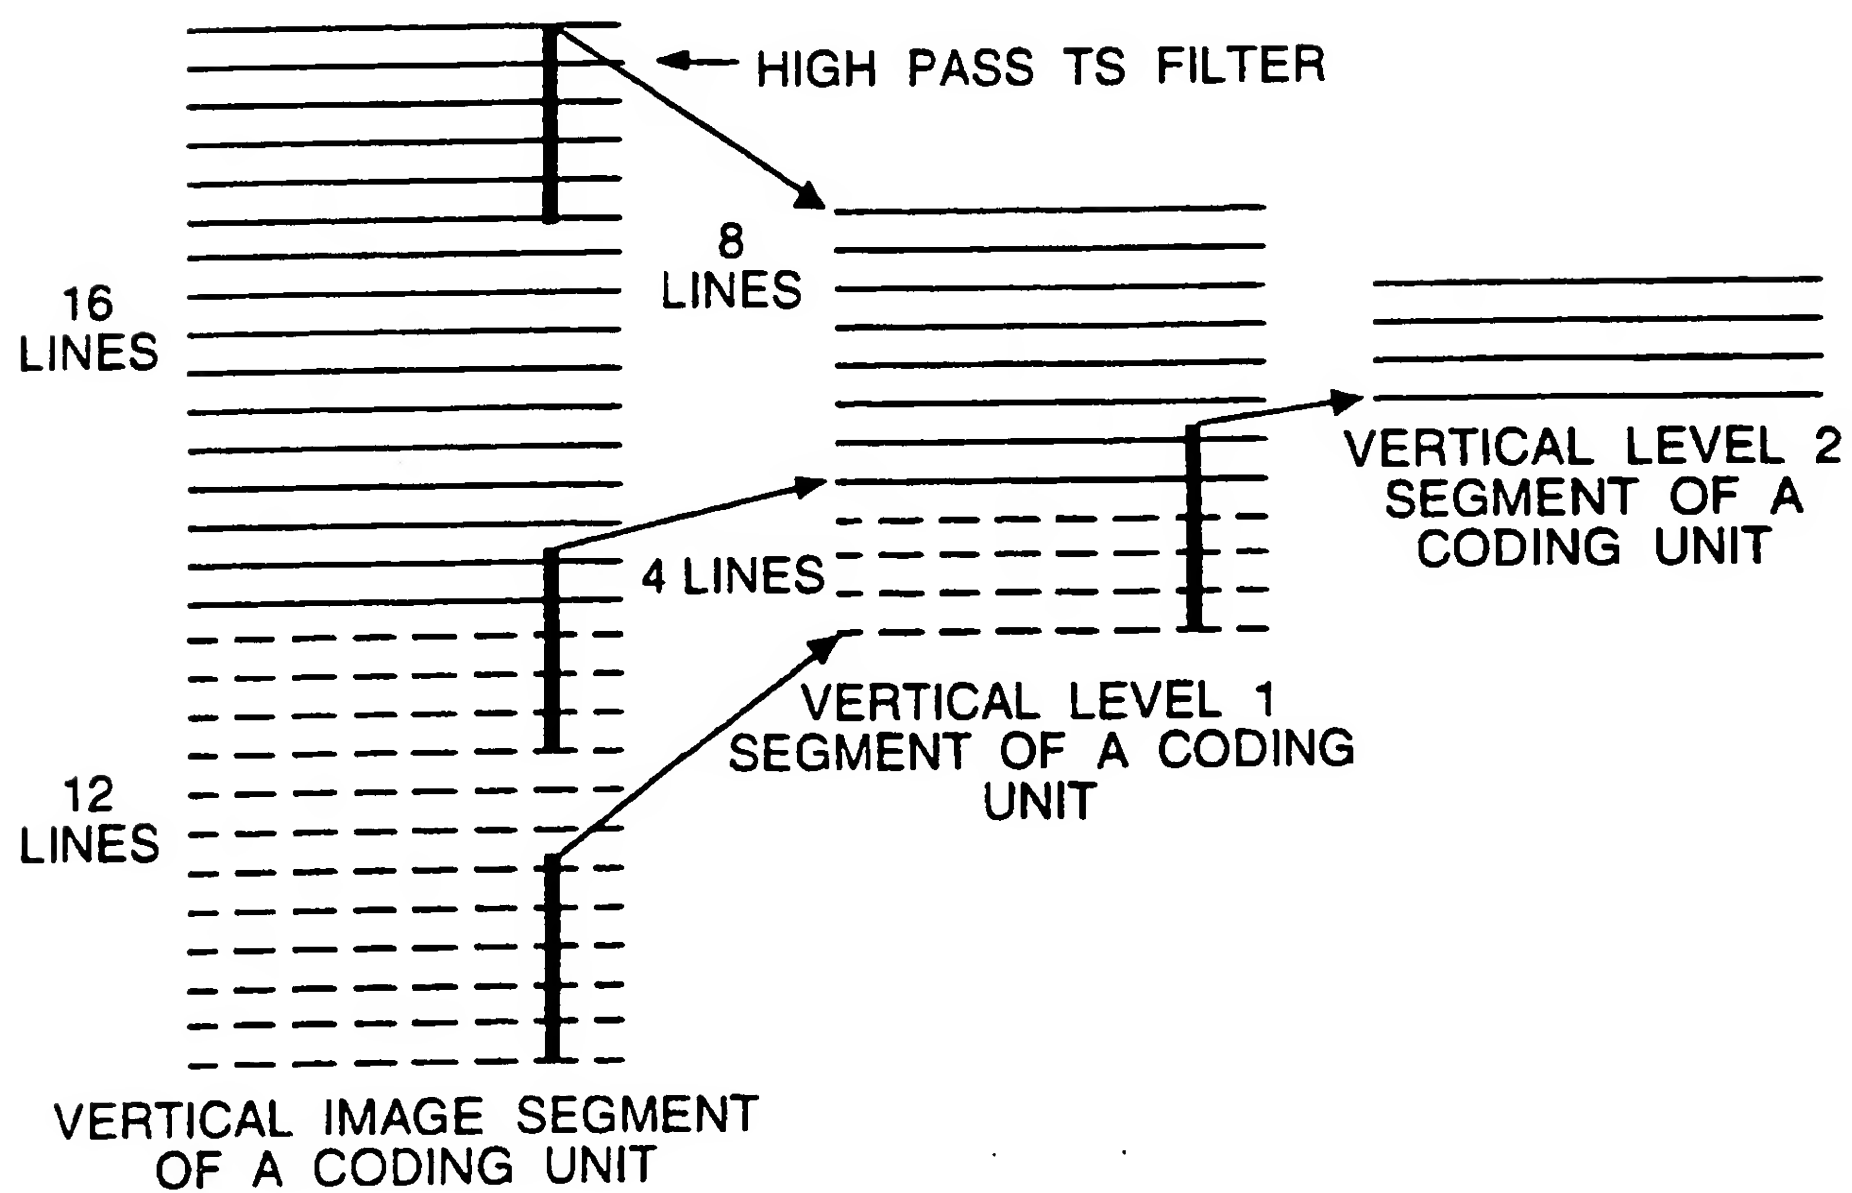 HIGH PASS TS FILTER
8
LINES
16
LINES
VERTICAL LEVEL 2
SEGMENT OF A
CODING UNIT
4 LINES
VERTICAL LEVEL 1
SEGMENT OF A CODING
UNIT
12
LINES
VERTICAL IMAGE SEGMENT
OF A CODING UNIT